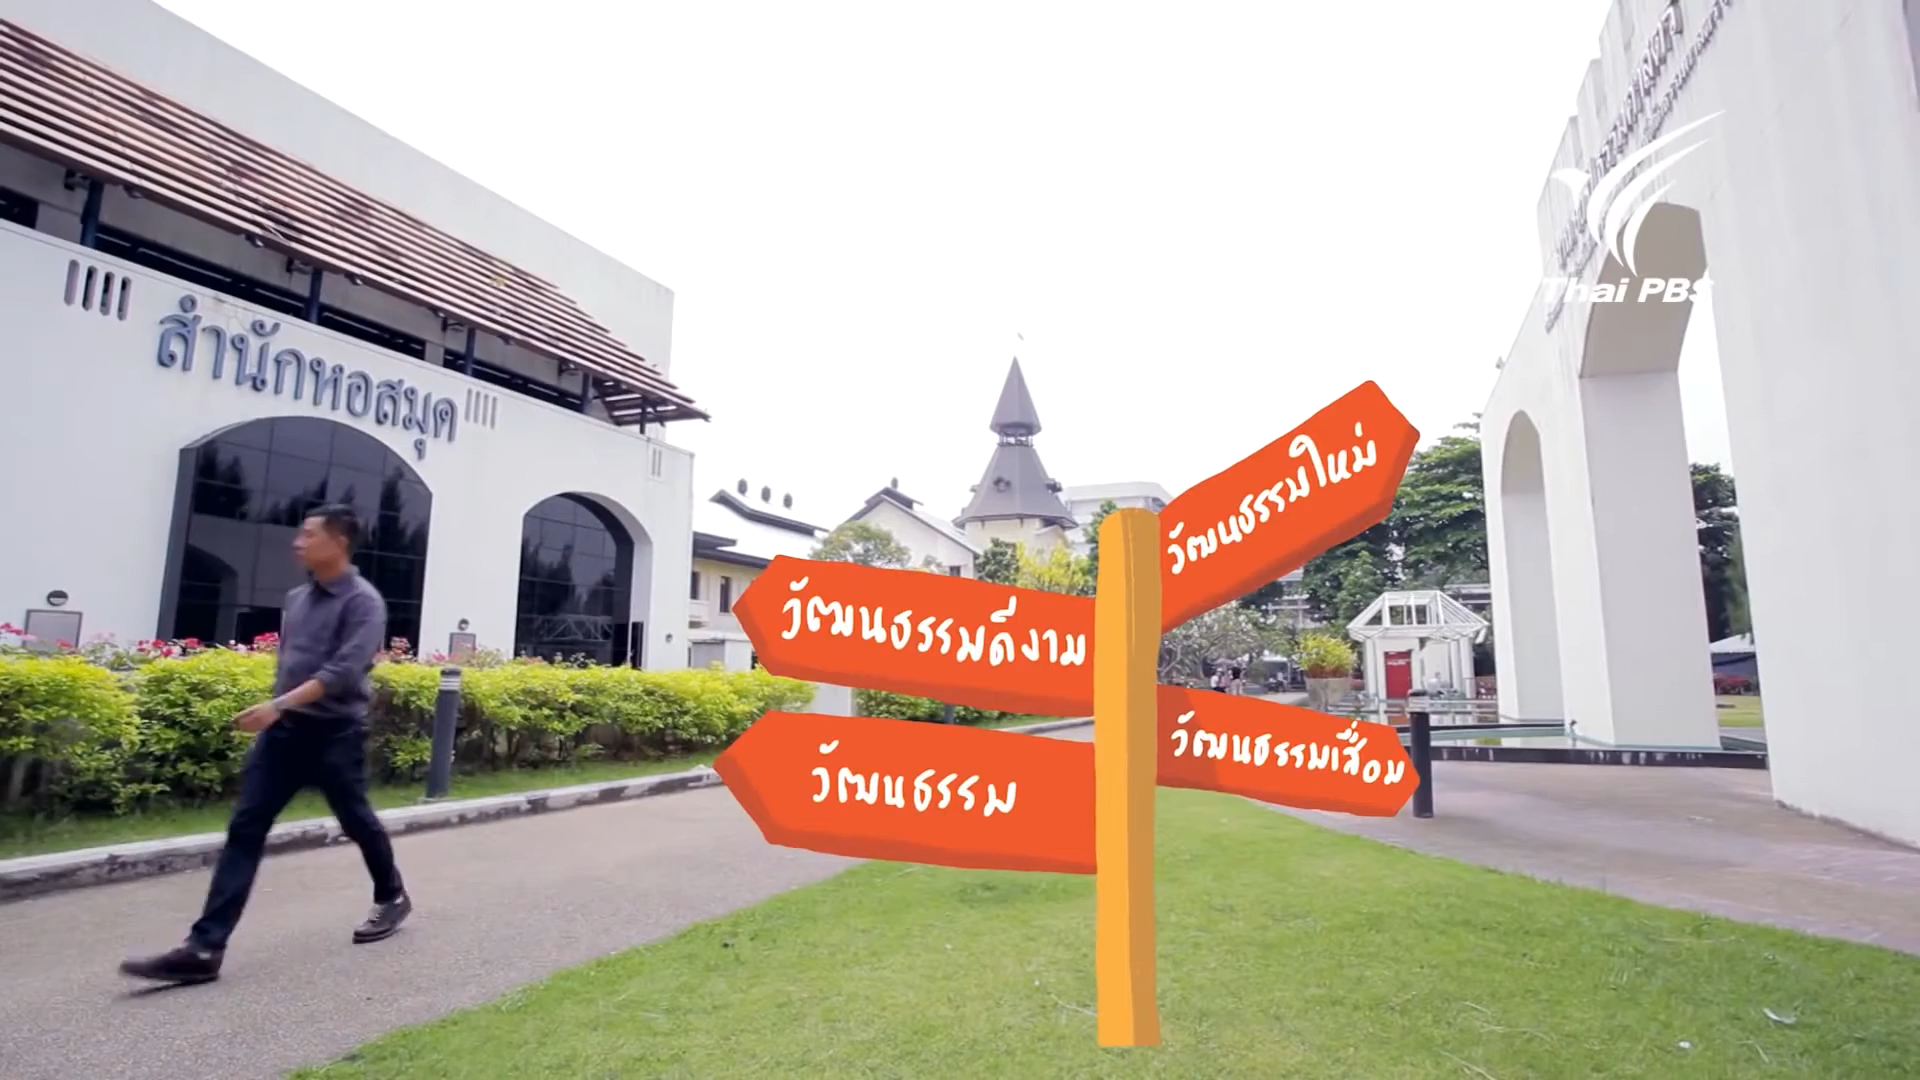 สำนักหอสมุด
Thai PBS
วัฒนธรรมใหม่
วัฒนธรรมดีงาม
วัฒนธรรมเสื่อม
วัฒนธรรม